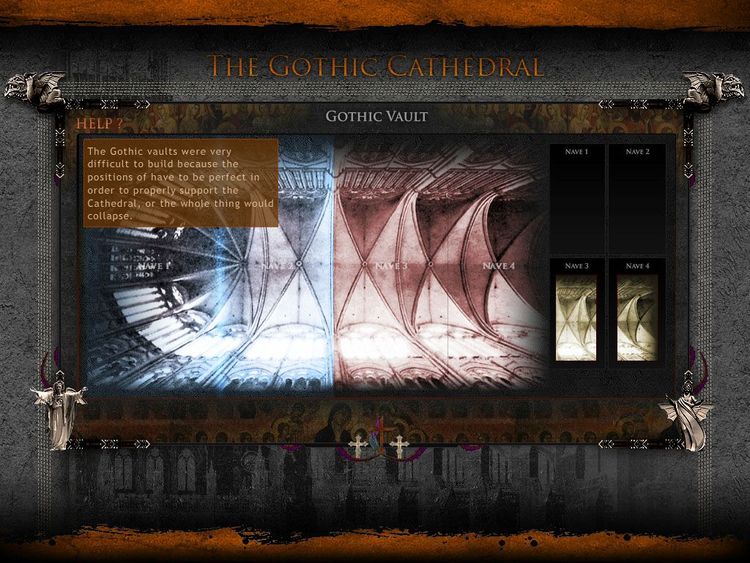 THE GOTHIC CATHEDRAL
GOTHIC VAULT
HELP ?
The Gothic vaults were very
difficult to build because the
positions of have to be perfect in
order to properly support the
Cathedral, or the whole thing would
collapse.
NAVE 1
NAVE 2
NAVE 3
NAVE 4
NAVE 1
NAVE 2
NAVE 3
NAVE 4